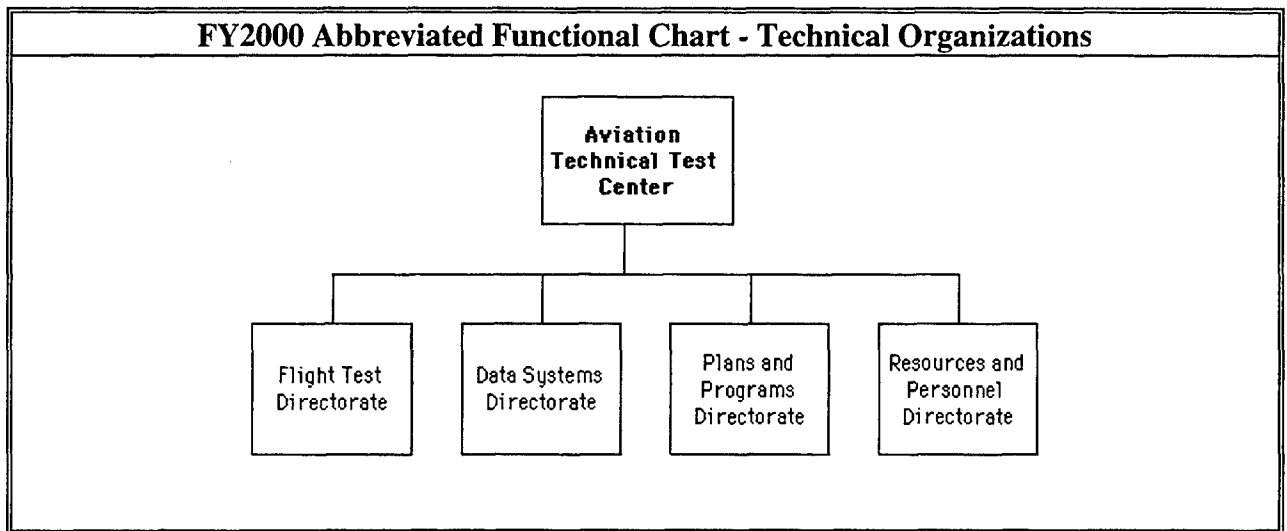 FY2000 Abbreviated Functional Chart - Technical Organizations
Aviation
Technical Test
Center
Flight Test
Directorate
Data Systems
Directorate
Plans and
Programs
Directorate
Resources and
Personnel
Directorate